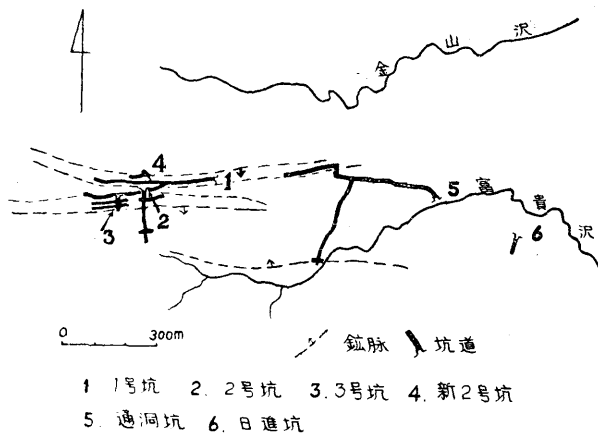 金山沢
4
1
5
富貴沢
2
6
3
0 300m
鉱脈 坑道
1 1号坑 2. 2号坑 3. 3号坑 4. 新2号坑
5. 通洞坑 6. 日進坑